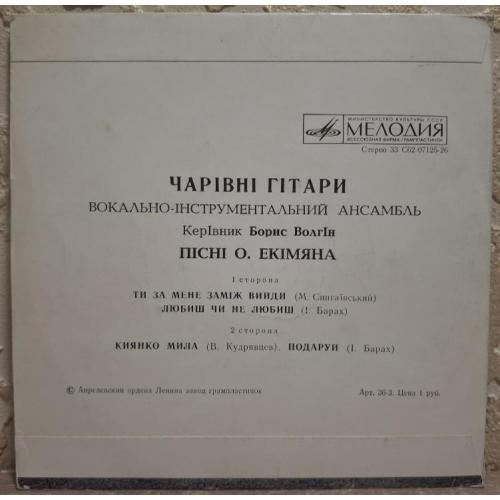 МИНИСТЕРСТВО КУЛЬТУРЫ СССР
МЕЛОДИЯ
ВСЕСОЮЗНАЯ ФИРМА ГРАМПЛАСТИНОК
Стерео 33 С62-07125-26
ЧАРІВНІ ГІТАРИ
ВОКАЛЬНО-ІНСТРУМЕНТАЛЬНИЙ АНСАМБЛЬ
Керівник Борис Волгін
ПІСНІ О. ЕКІМЯНА
1 сторона
ТИ ЗА МЕНЕ ЗАМІЖ ВИЙДИ (М. Сингаївський)
ЛЮБИШ ЧИ НЕ ЛЮБИШ (І. Барах)
2 сторона
КИЯНКО МИЛА (В. Кудрявцев), ПОДАРУЙ (І. Барах)
© Апрелевский ордена Ленина завод грампластинок
Арт. 36-3. Цена 1 руб.